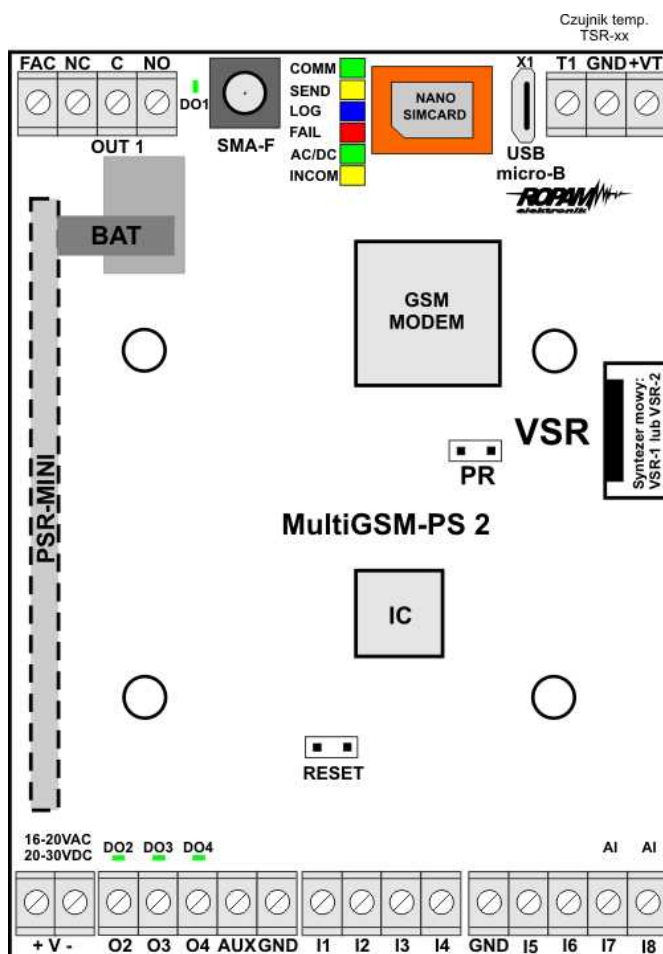 Czujnik temp.
TSR-xx
FAC NC C NO
DO1
OUT 1
SMA-F
COMM
SEND
LOG
FAIL
AC/DC
INCOM
NANO
SIMCARD
X1
USB
micro-B
T1 GND +VT
ROPAM
elektronik
BAT
GSM
MODEM
PSR-MINI
VSR
Syntezer mowy:
VSR-1 lub VSR-2
PR
MultiGSM-PS 2
IC
RESET
16-20VAC
20-30VDC
DO2 DO3 DO4
AI AI
+ V - O2 O3 O4 AUX GND I1 I2 I3 I4 GND I5 I6 I7 I8